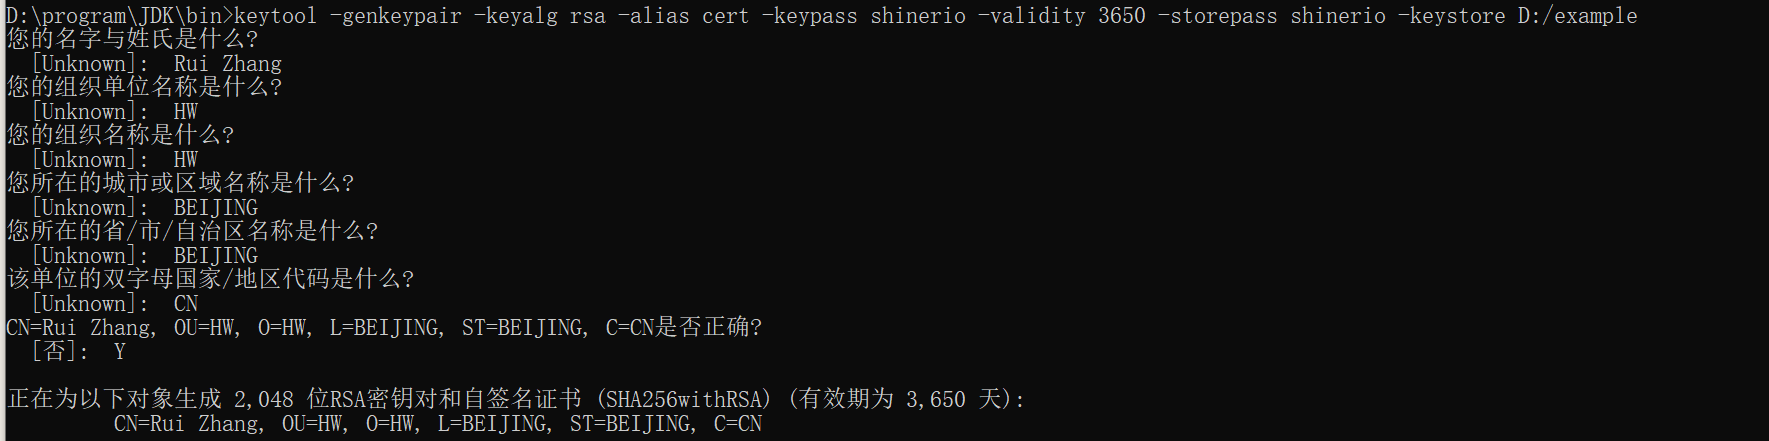 D:\program\JDK\bin>keytool -genkeypair -keyalg rsa -alias cert -keypass shinerio -validity 3650 -storepass shinerio -keystore D:/example
您的名字与姓氏是什么?
  [Unknown]:  Rui Zhang
您的组织单位名称是什么?
  [Unknown]:  HW
您的组织名称是什么?
  [Unknown]:  HW
您所在的城市或区域名称是什么?
  [Unknown]:  BEIJING
您所在的省/市/自治区名称是什么?
  [Unknown]:  BEIJING
该单位的双字母国家/地区代码是什么?
  [Unknown]:  CN
CN=Rui Zhang, OU=HW, O=HW, L=BEIJING, ST=BEIJING, C=CN是否正确?
  [否]:  Y
正在为以下对象生成 2,048 位RSA密钥对和自签名证书 (SHA256withRSA) (有效期为 3,650 天):
         CN=Rui Zhang, OU=HW, O=HW, L=BEIJING, ST=BEIJING, C=CN